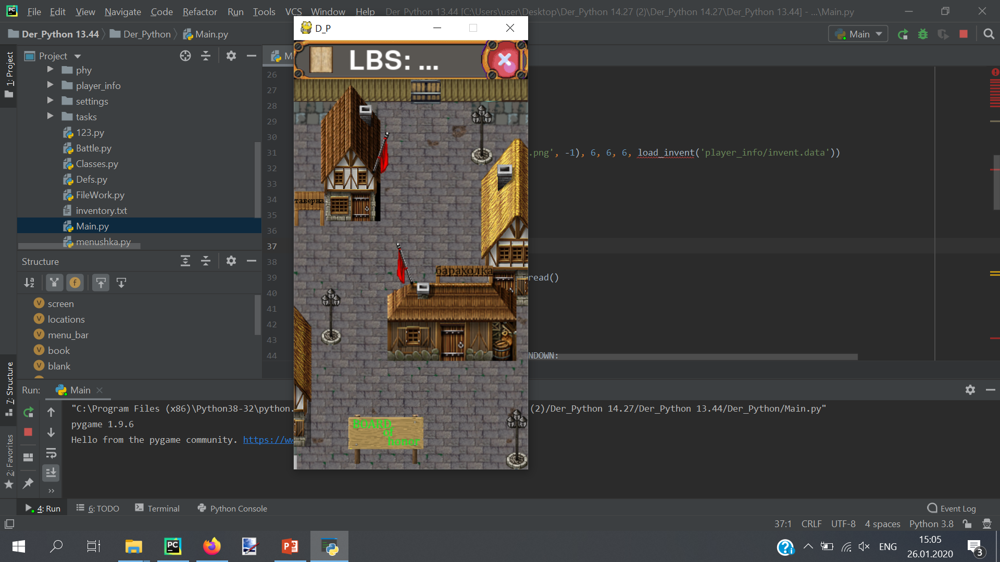 File Edit View Navigate Code Refactor Run Tools VCS Window Help Der_Python 13.44 [C:\Users\user\Desktop\Der_Python 14.27 (2)\Der_Python 14.27\Der_Python 13.44] - ...\Main.py
D_P
Der_Python 13.44 Der_Python Main.py
Main
LBS: ...
1: Project
Project
phy
player_info
settings
tasks
123.py
Battle.py
Classes.py
Defs.py
FileWork.py
inventory.txt
Main.py
menushka.py
M
26
27
28
29
30
31 .png', -1), 6, 6, 6, load_invent('player_info/invent.data'))
32
33
34
35
36
37
38
39 read()
40
41
42
43
44 NDOWN:
таверна
барахолка
BOARD
of
honor
Structure
screen
locations
menu_bar
book
blank
7: Structure
2: Favorites
Run: Main
"C:\Program Files (x86)\Python38-32\python. (2)/Der_Python 14.27/Der_Python 13.44/Der_Python/Main.py"
pygame 1.9.6
Hello from the pygame community. https://ww
4: Run 6: TODO Terminal Python Console Event Log
37:1 CRLF UTF-8 4 spaces Python 3.8
ENG
15:05
26.01.2020
3